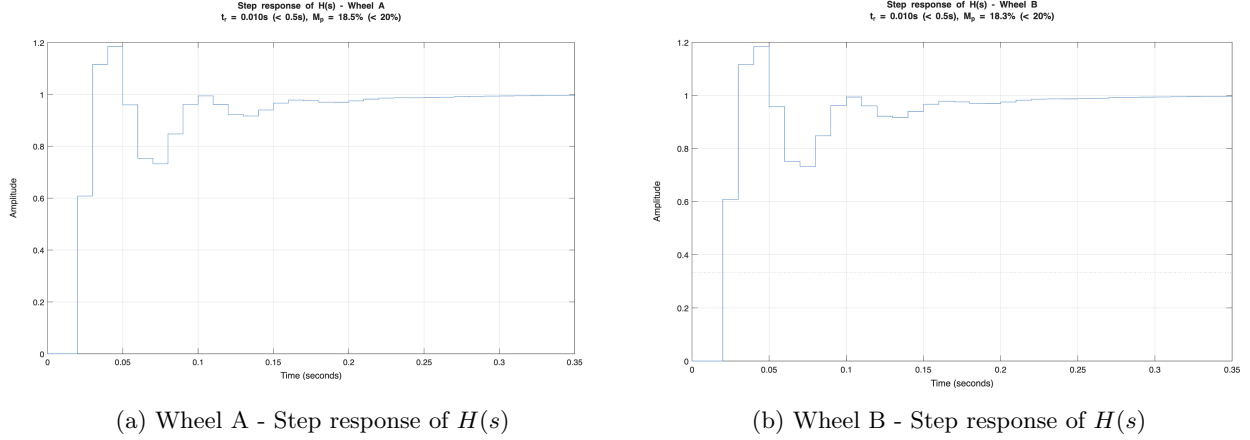 Step response of H(s) - Wheel A
t_r = 0.010s (< 0.5s), M_p = 18.5% (< 20%)
1.2
1
0.8
0.6
0.4
0.2
0
Amplitude
0 0.05 0.1 0.15 0.2 0.25 0.3 0.35
Time (seconds)
(a) Wheel A - Step response of H(s)
Step response of H(s) - Wheel B
t_r = 0.010s (< 0.5s), M_p = 18.3% (< 20%)
1.2
1
0.8
0.6
0.4
0.2
0
Amplitude
0 0.05 0.1 0.15 0.2 0.25 0.3 0.35
Time (seconds)
(b) Wheel B - Step response of H(s)